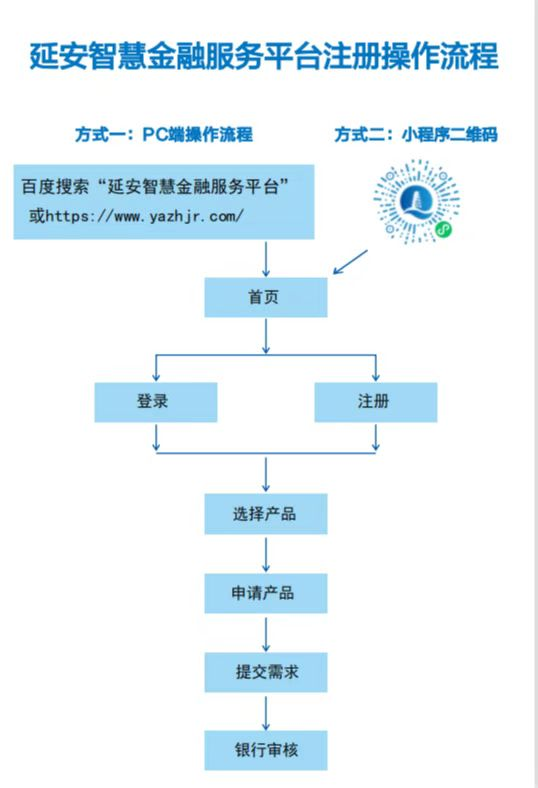 延安智慧金融服务平台注册操作流程
方式一：PC端操作流程
方式二：小程序二维码
百度搜索“延安智慧金融服务平台”
或https://www.yazhjr.com/
首页
登录
注册
选择产品
申请产品
提交需求
银行审核